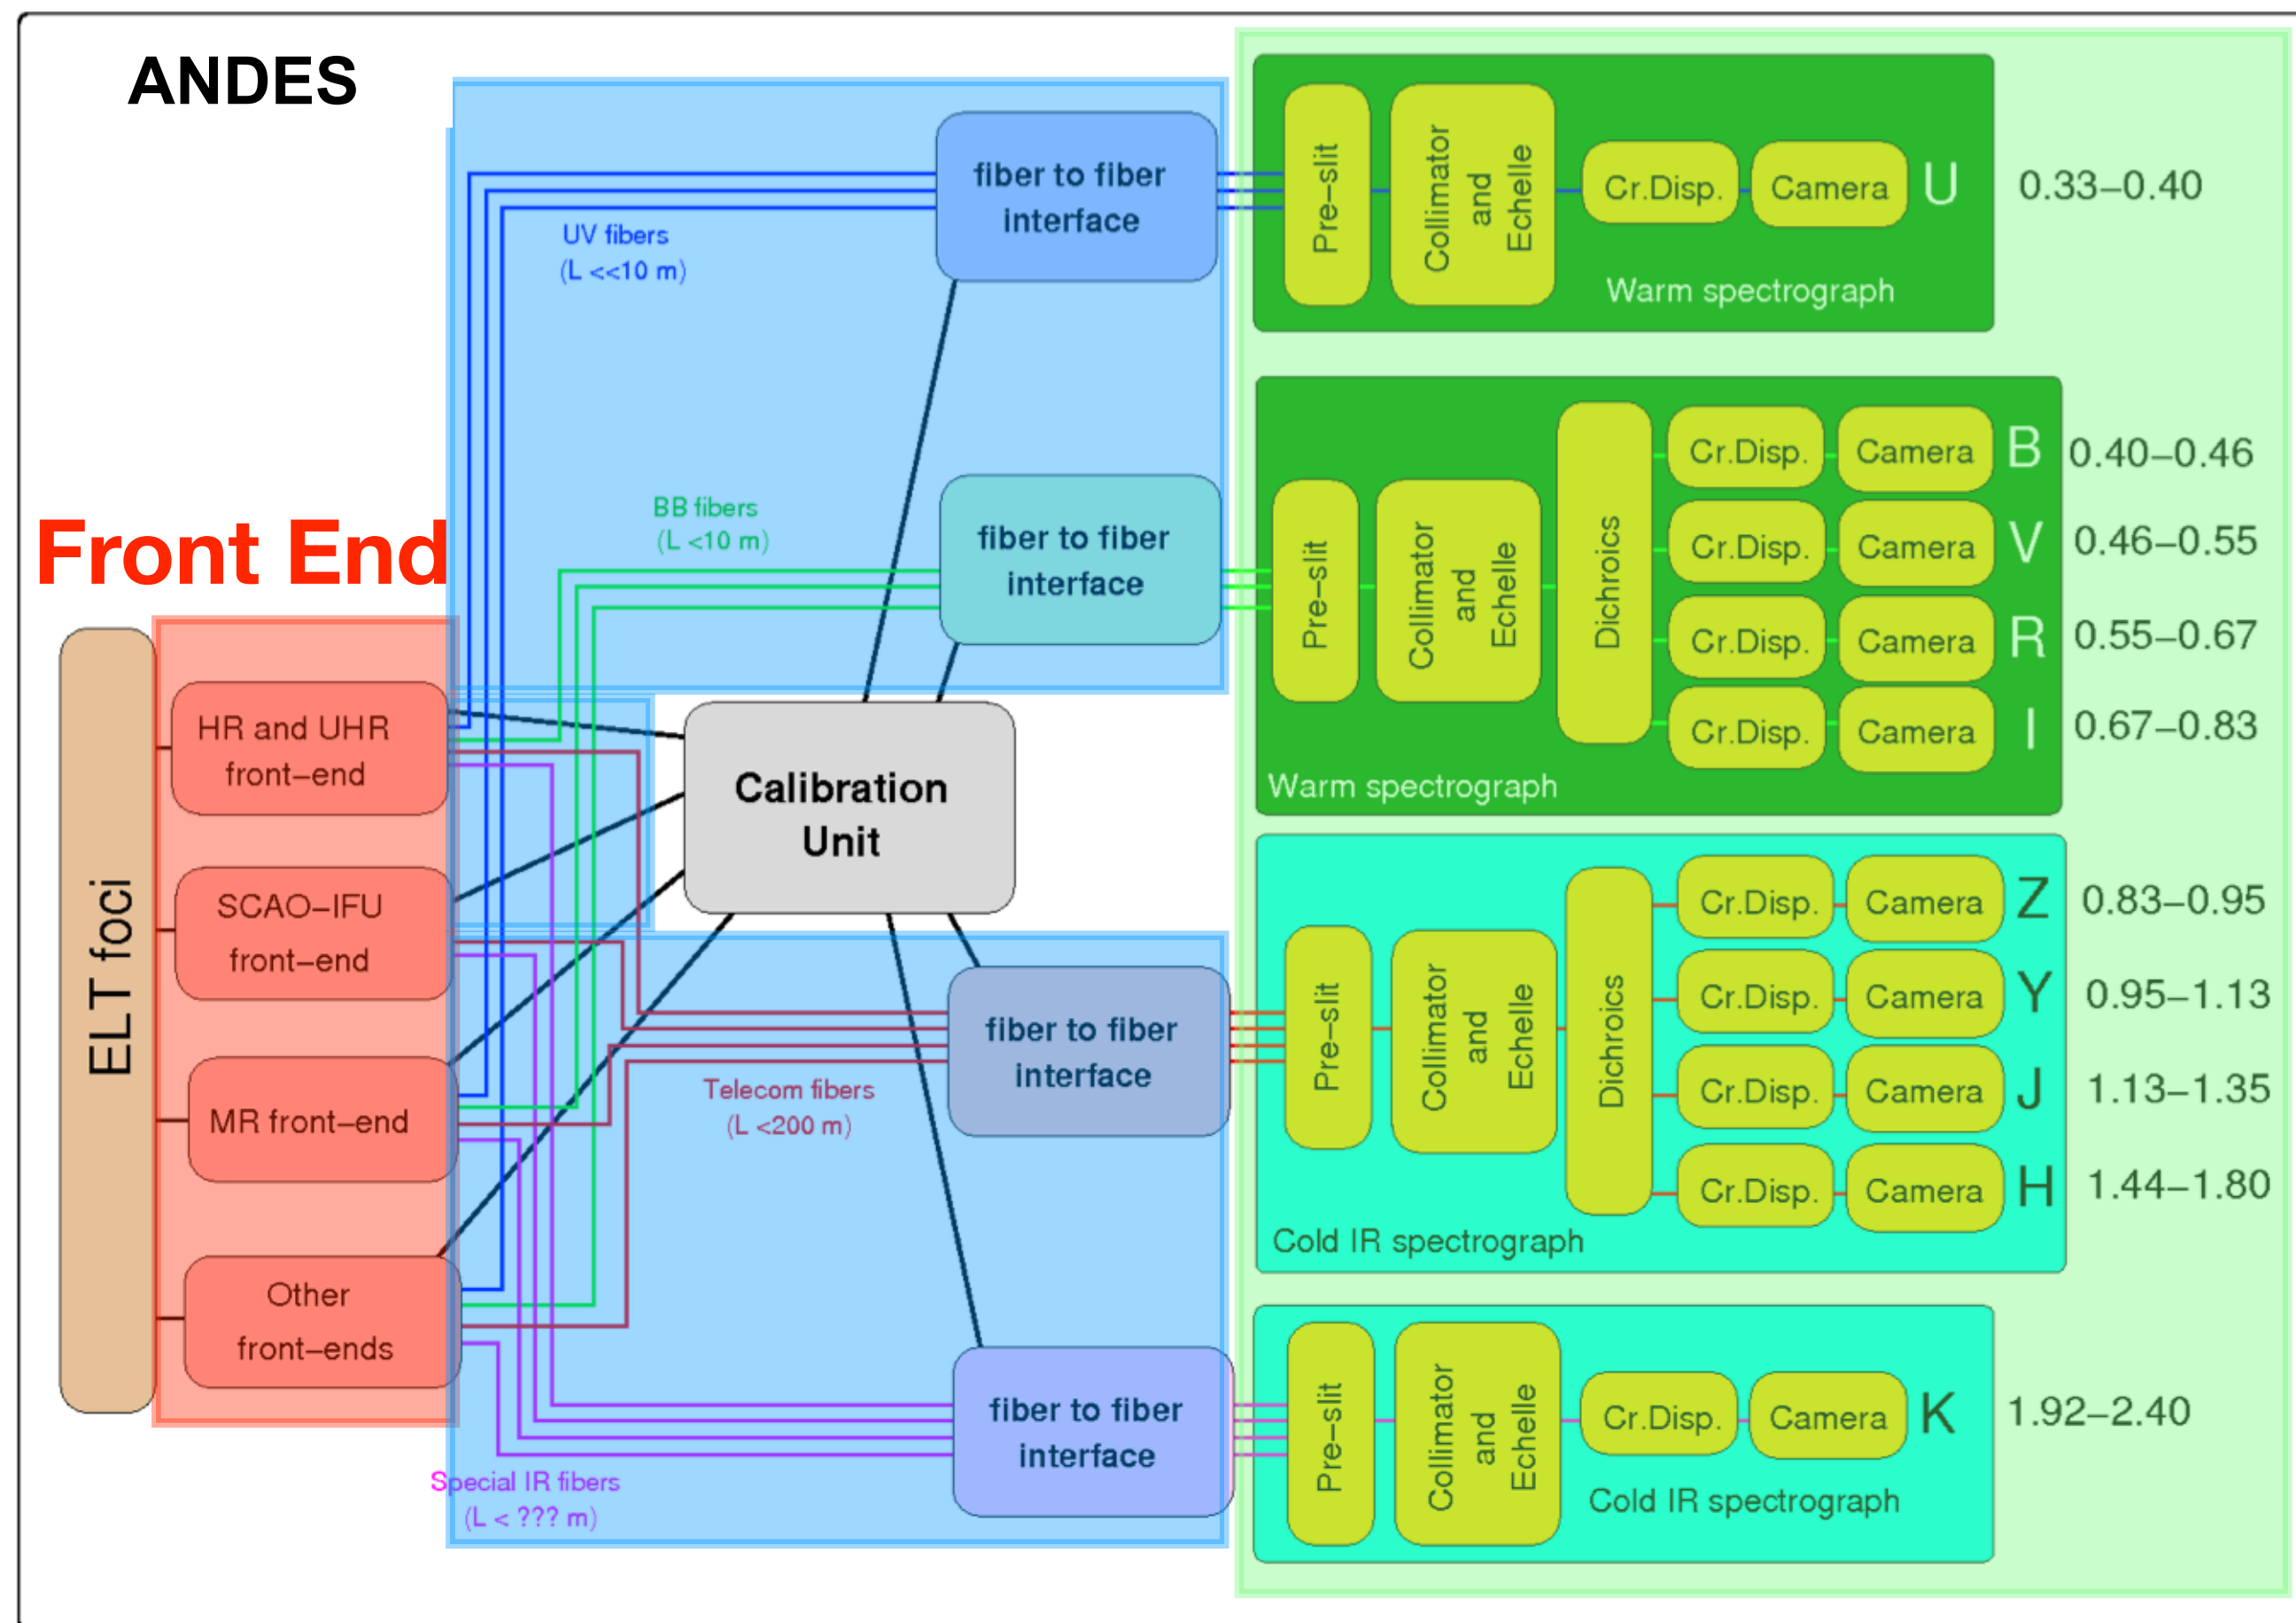 ANDES
Front End
ELT foci
HR and UHR
front–end
SCAO–IFU
front–end
MR front–end
Other
front–ends
UV fibers
(L <<10 m)
BB fibers
(L <10 m)
Telecom fibers
(L <200 m)
Special IR fibers
(L < ??? m)
Calibration
Unit
fiber to fiber
interface
fiber to fiber
interface
fiber to fiber
interface
fiber to fiber
interface
Pre–slit
Collimator
and
Echelle
Cr.Disp.
Camera
U
0.33–0.40
Warm spectrograph
Pre–slit
Collimator
and
Echelle
Dichroics
Cr.Disp.
Camera
B
0.40–0.46
Cr.Disp.
Camera
V
0.46–0.55
Cr.Disp.
Camera
R
0.55–0.67
Cr.Disp.
Camera
I
0.67–0.83
Warm spectrograph
Pre–slit
Collimator
and
Echelle
Dichroics
Cr.Disp.
Camera
Z
0.83–0.95
Cr.Disp.
Camera
Y
0.95–1.13
Cr.Disp.
Camera
J
1.13–1.35
Cr.Disp.
Camera
H
1.44–1.80
Cold IR spectrograph
Pre–slit
Collimator
and
Echelle
Cr.Disp.
Camera
K
1.92–2.40
Cold IR spectrograph